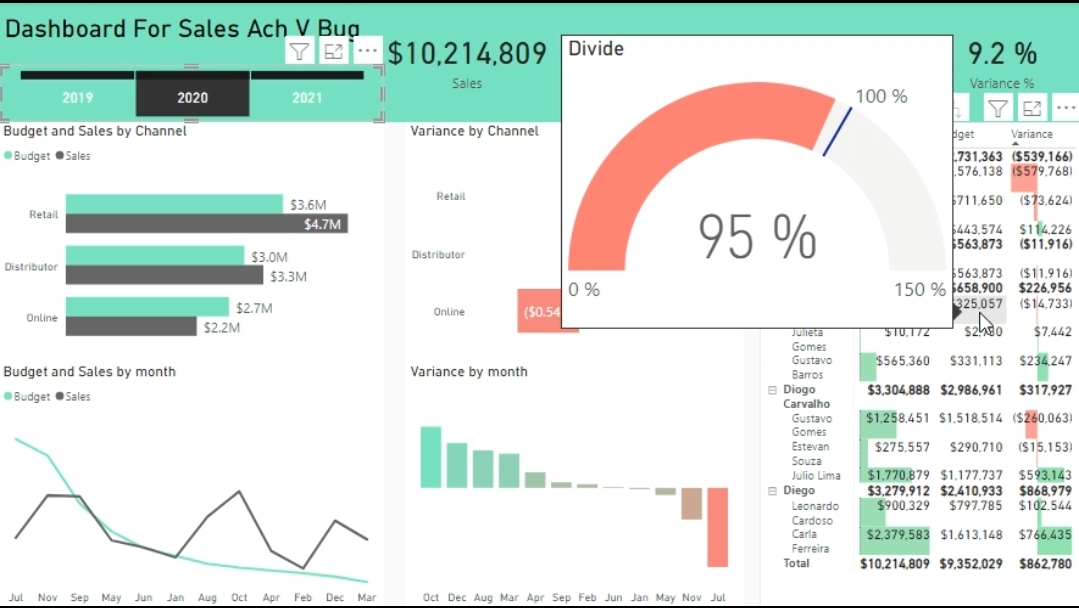 Dashboard For Sales Ach V Bug
$10,214,809
Sales
9.2 %
Variance %
2019
2020
2021
Divide
100 %
95 %
0 %
150 %
Budget and Sales by Channel
Budget Sales
Retail
$3.6M
$4.7M
Distributor
$3.0M
$3.3M
Online
$2.7M
$2.2M
Variance by Channel
Retail
Distributor
Online
($0.54
Budget and Sales by month
Budget Sales
Jul Nov Sep May Jun Jan Aug Oct Apr Feb Dec Mar
Variance by month
Oct Dec Aug Mar Apr Sep Feb Jun Jan May Nov Jul
dget Variance
,731,363 ($539,166)
,576,138 ($579,768)
$711,650 ($73,624)
$443,574 $114,226
$563,873 ($11,916)
$563,873 ($11,916)
$658,900 $226,956
325,057 ($14,733)
Julieta Gomes $10,172 $2,730 $7,442
Gustavo Barros $565,360 $331,113 $234,247
Diogo Carvalho $3,304,888 $2,986,961 $317,927
Gustavo Gomes $1,258,451 $1,518,514 ($260,063)
Estevan Souza $275,557 $290,710 ($15,153)
Julio Lima $1,770,879 $1,177,737 $593,143
Diego $3,279,912 $2,410,933 $868,979
Leonardo Cardoso $900,329 $797,785 $102,544
Carla Ferreira $2,379,583 $1,613,148 $766,435
Total $10,214,809 $9,352,029 $862,780